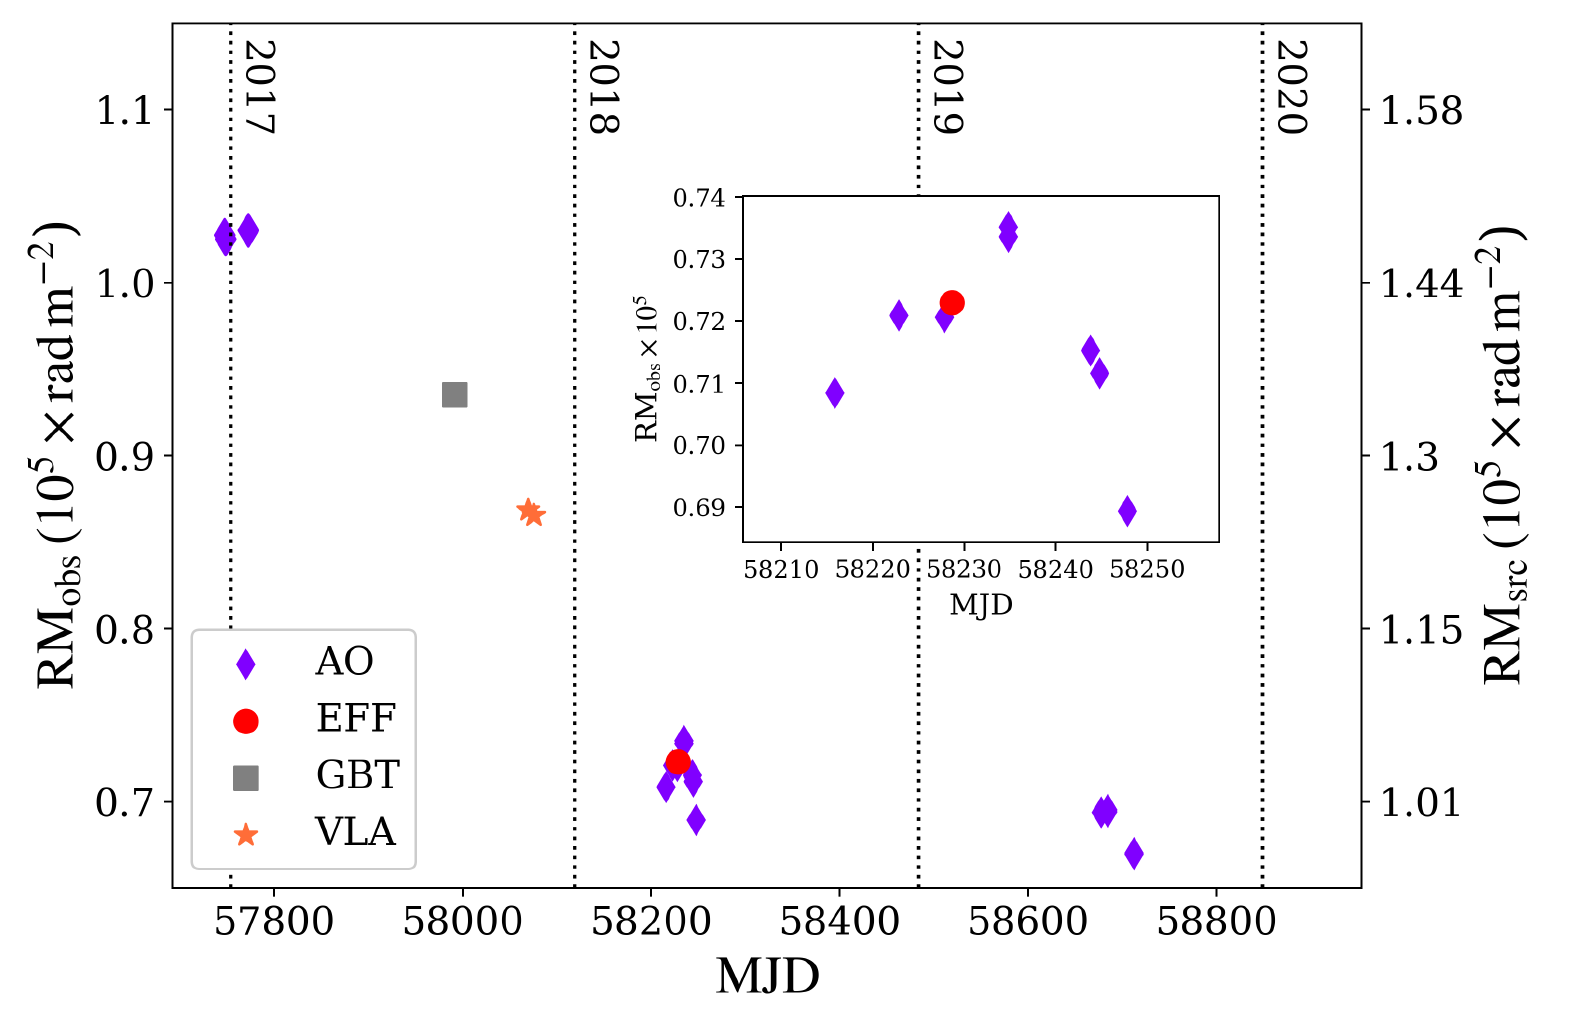 2017
2018
2019
2020
1.1
1.0
0.9
0.8
0.7
RM_obs (10^5 × rad m^−2)
1.58
1.44
1.3
1.15
1.01
RM_src (10^5 × rad m^−2)
0.74
0.73
0.72
0.71
0.70
0.69
RM_obs × 10^5
58210 58220 58230 58240 58250
MJD
AO
EFF
GBT
VLA
57800 58000 58200 58400 58600 58800
MJD